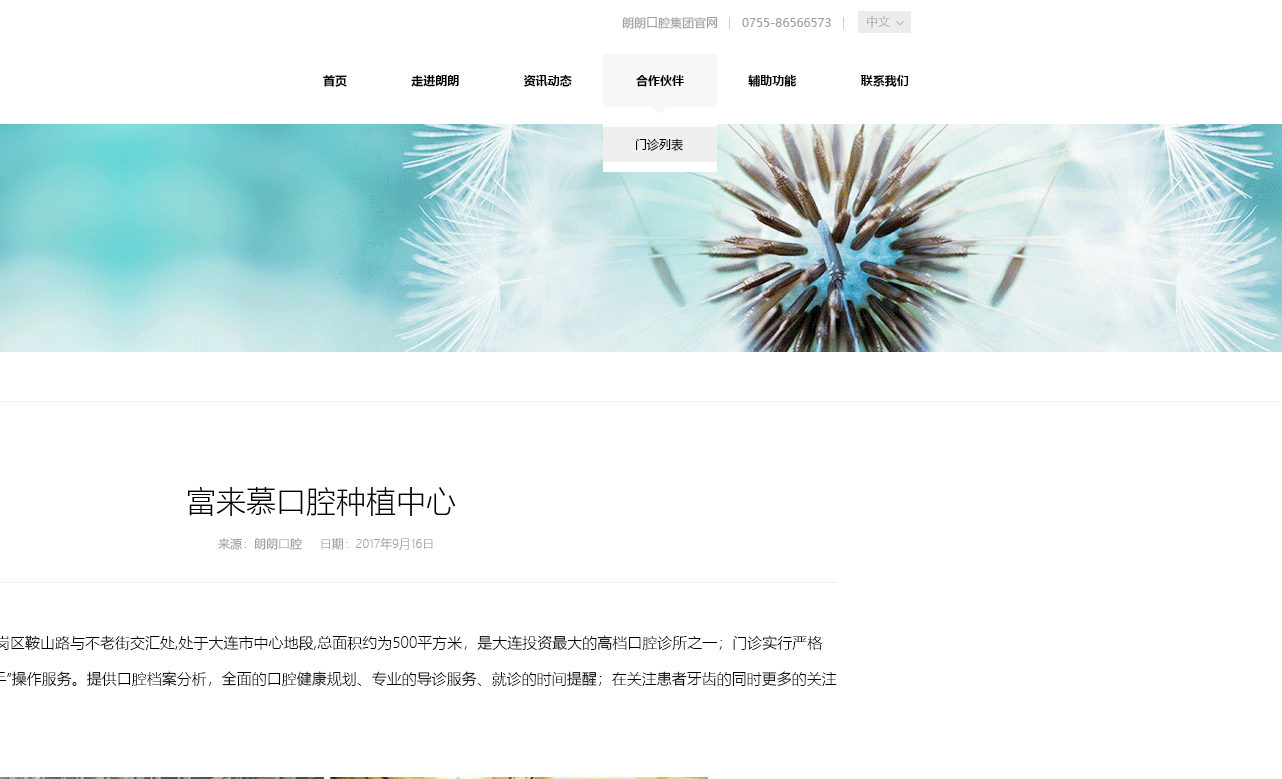 朗朗口腔集团官网 | 0755-86566573 | 中文
首页 走进朗朗 资讯动态 合作伙伴 辅助功能 联系我们
门诊列表
富来慕口腔种植中心
来源：朗朗口腔 日期：2017年9月16日
岗区鞍山路与不老街交汇处,处于大连市中心地段,总面积约为500平方米，是大连投资最大的高档口腔诊所之一；门诊实行严格
手”操作服务。提供口腔档案分析，全面的口腔健康规划、专业的导诊服务、就诊的时间提醒；在关注患者牙齿的同时更多的关注